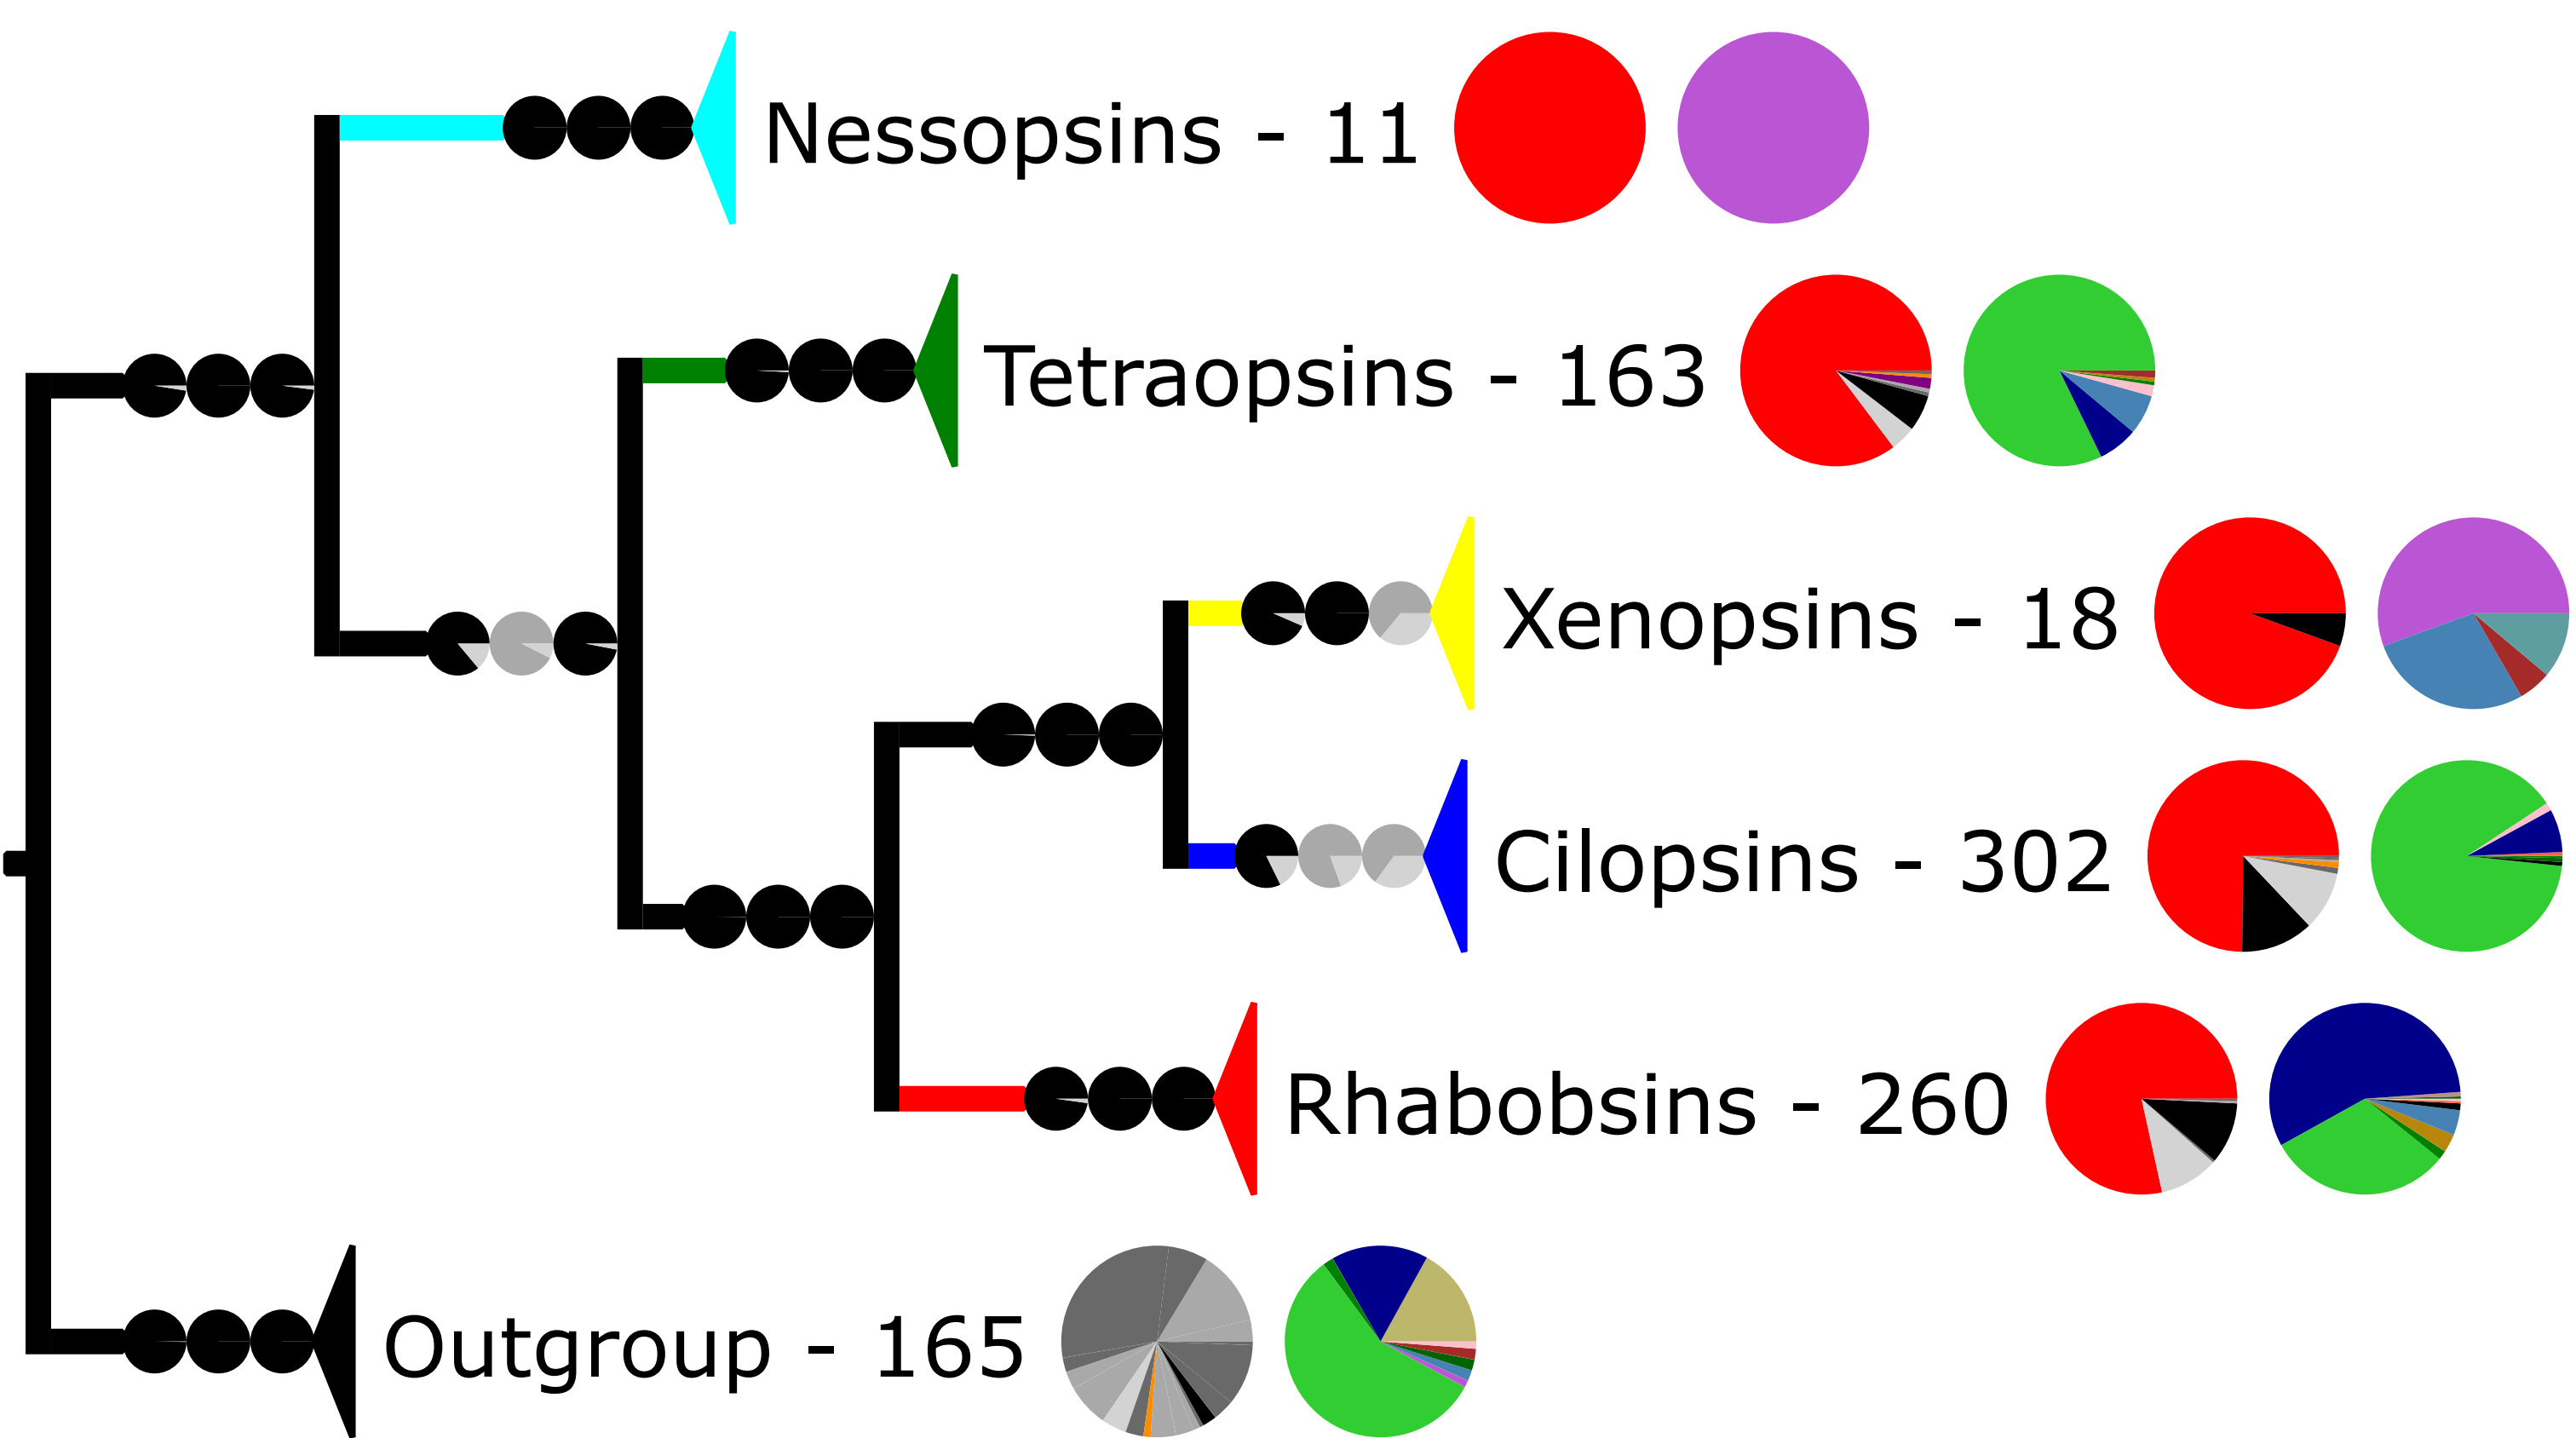 Nessopsins - 11
Tetraopsins - 163
Xenopsins - 18
Cilopsins - 302
Rhabobsins - 260
Outgroup - 165